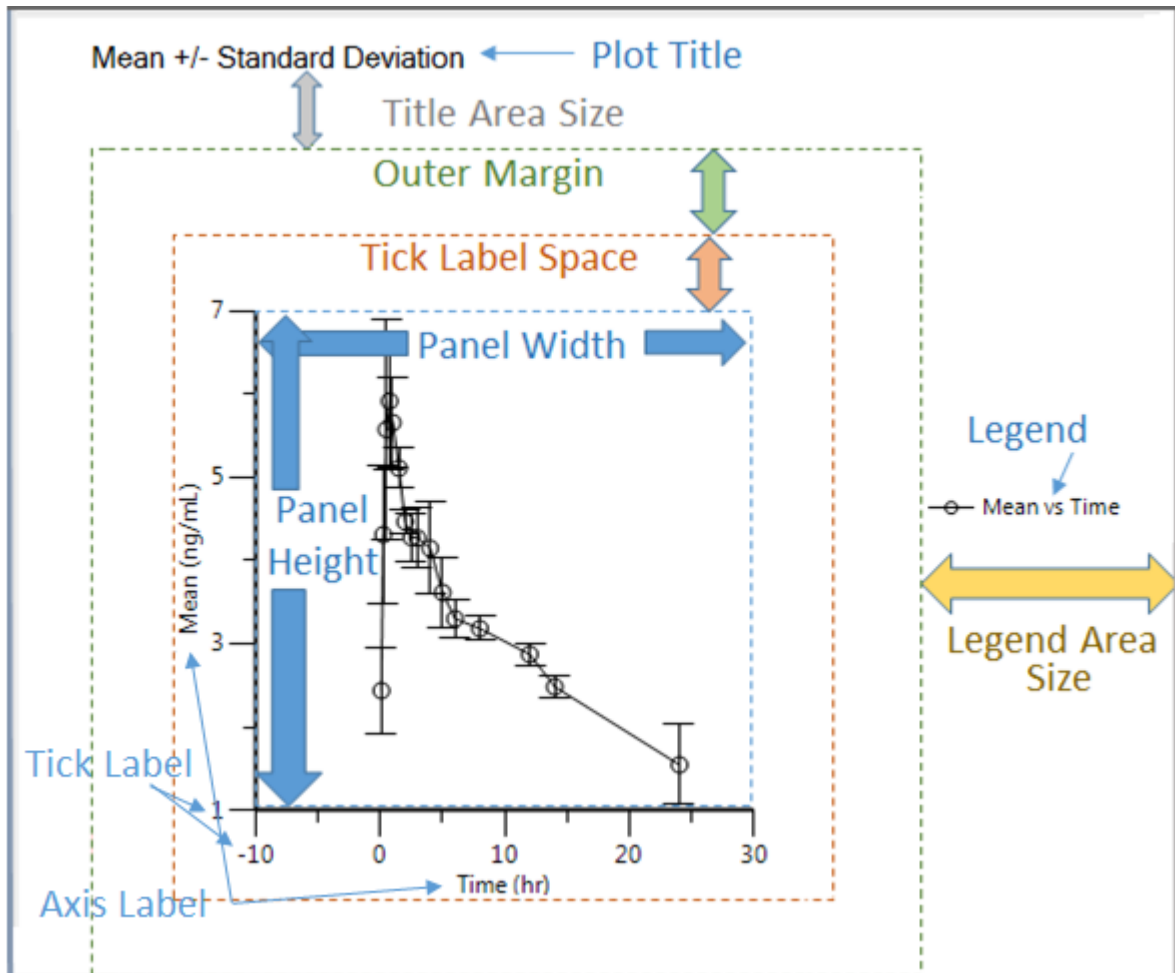 Mean +/- Standard Deviation
Plot Title
Title Area Size
Outer Margin
Tick Label Space
7
Panel Width
Legend
5
Panel
Mean vs Time
Height
Mean (ng/mL)
3
Legend Area
Size
Tick Label
1
-10 0 10 20 30
Time (hr)
Axis Label